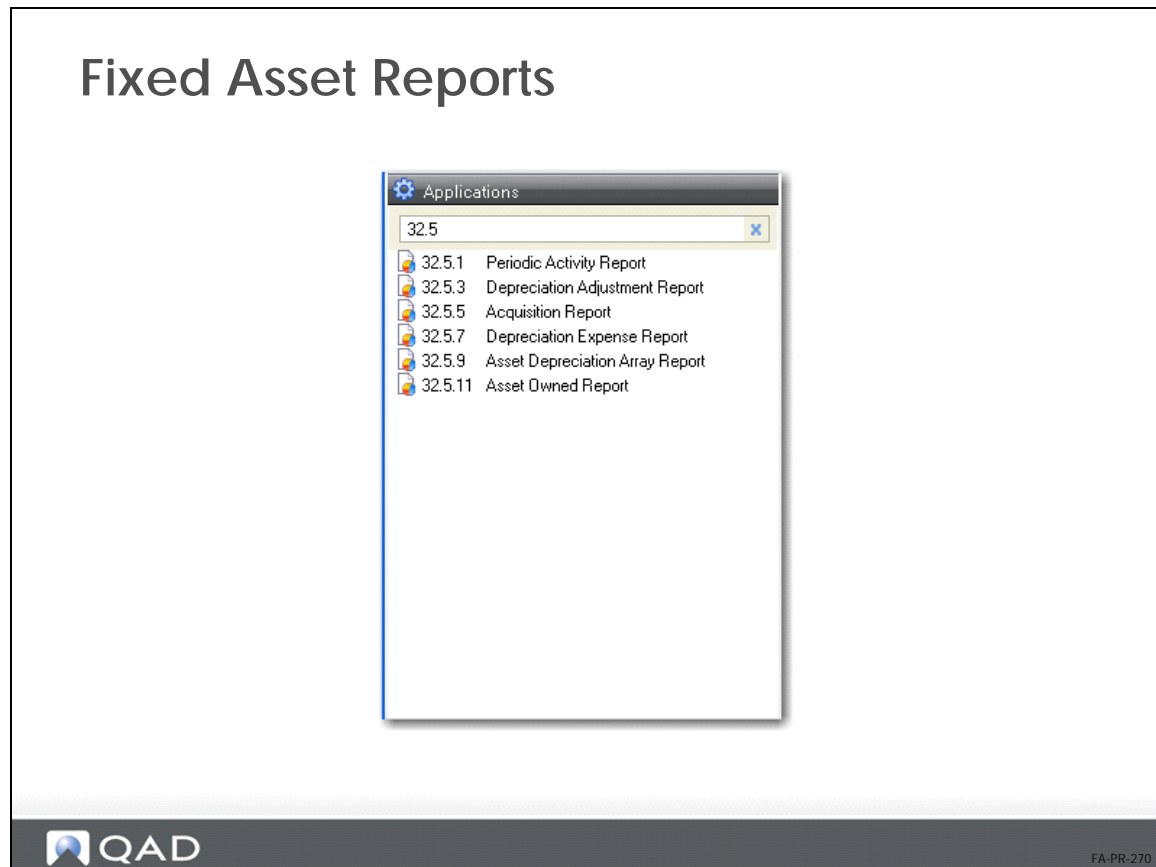 Fixed Asset Reports
Applications
32.5
32.5.1 Periodic Activity Report
32.5.3 Depreciation Adjustment Report
32.5.5 Acquisition Report
32.5.7 Depreciation Expense Report
32.5.9 Asset Depreciation Array Report
32.5.11 Asset Owned Report
QAD
FA-PR-270